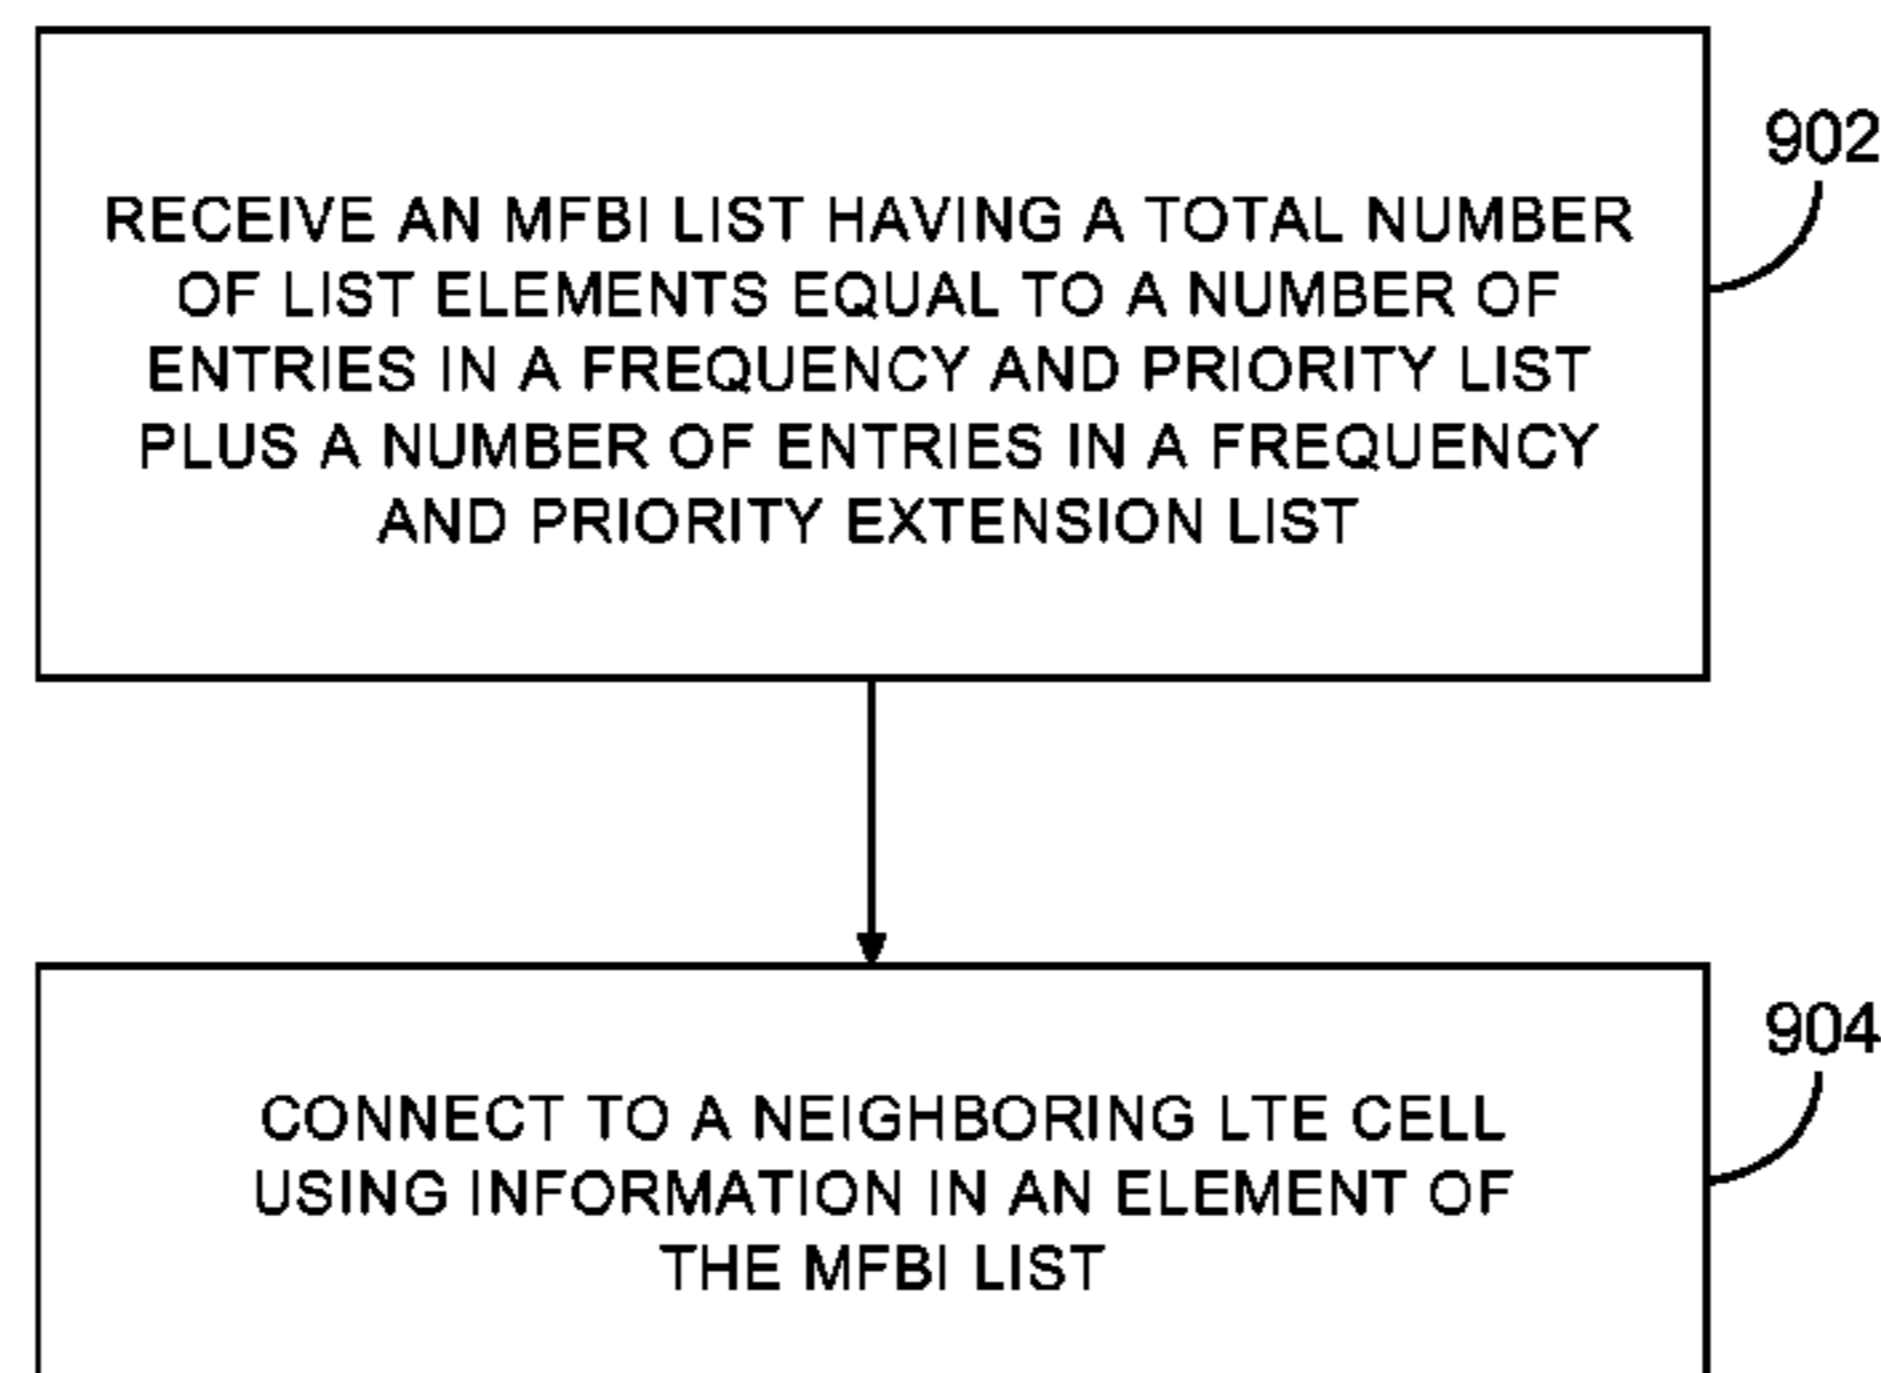 902
RECEIVE AN MFBI LIST HAVING A TOTAL NUMBER
OF LIST ELEMENTS EQUAL TO A NUMBER OF
ENTRIES IN A FREQUENCY AND PRIORITY LIST
PLUS A NUMBER OF ENTRIES IN A FREQUENCY
AND PRIORITY EXTENSION LIST
904
CONNECT TO A NEIGHBORING LTE CELL
USING INFORMATION IN AN ELEMENT OF
THE MFBI LIST